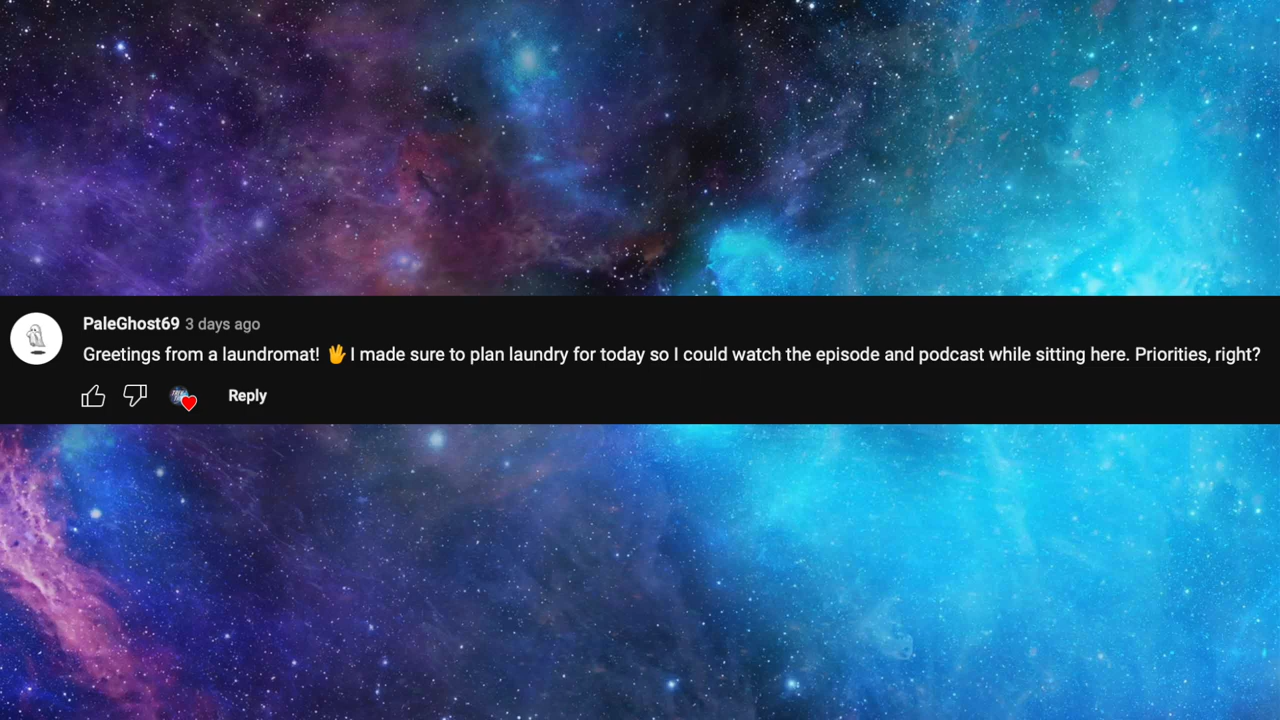 PaleGhost69 3 days ago
Greetings from a laundromat! 🖖 I made sure to plan laundry for today so I could watch the episode and podcast while sitting here. Priorities, right?
Reply